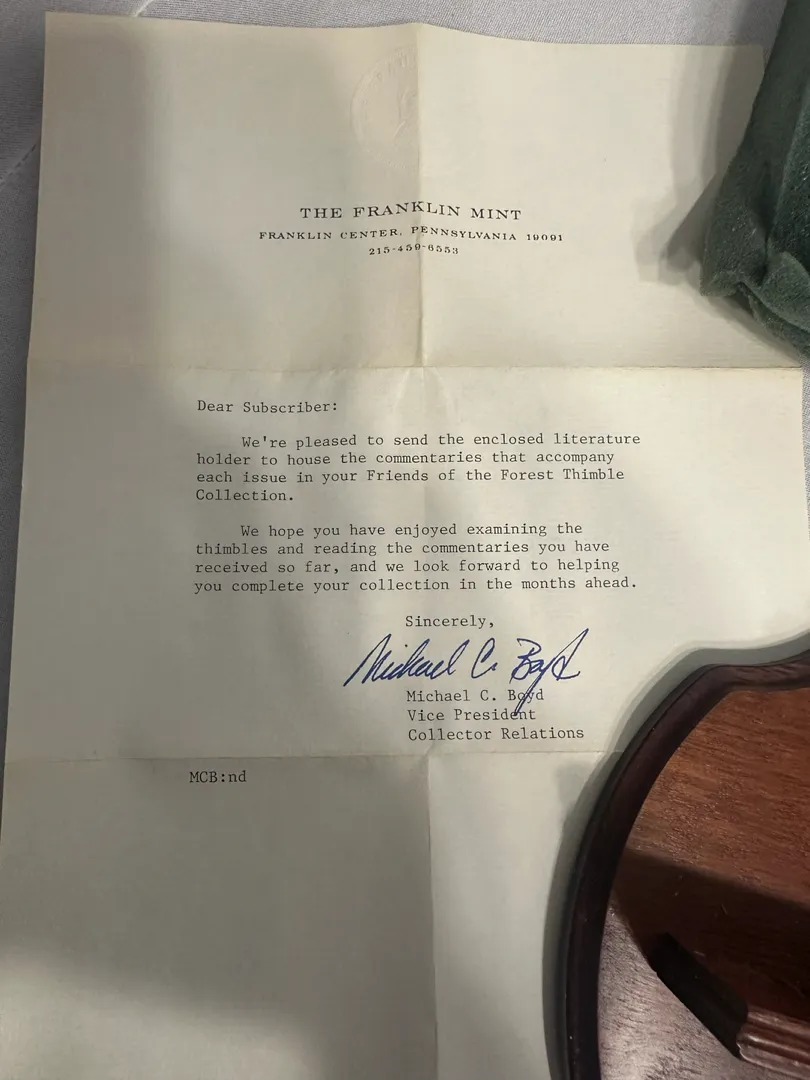 THE FRANKLIN MINT
FRANKLIN CENTER, PENNSYLVANIA 19091
215-459-6553
Dear Subscriber:
We're pleased to send the enclosed literature
holder to house the commentaries that accompany
each issue in your Friends of the Forest Thimble
Collection.
We hope you have enjoyed examining the
thimbles and reading the commentaries you have
received so far, and we look forward to helping
you complete your collection in the months ahead.
Sincerely,
Michael C. Boyd
Michael C. Boyd
Vice President
Collector Relations
MCB:nd